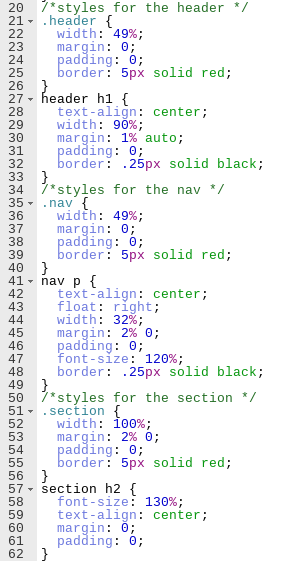 20 /*styles for the header */
21 .header {
22   width: 49%;
23   margin: 0;
24   padding: 0;
25   border: 5px solid red;
26 }
27 header h1 {
28   text-align: center;
29   width: 90%;
30   margin: 1% auto;
31   padding: 0;
32   border: .25px solid black;
33 }
34 /*styles for the nav */
35 .nav {
36   width: 49%;
37   margin: 0;
38   padding: 0;
39   border: 5px solid red;
40 }
41 nav p {
42   text-align: center;
43   float: right;
44   width: 32%;
45   margin: 2% 0;
46   padding: 0;
47   font-size: 120%;
48   border: .25px solid black;
49 }
50 /*styles for the section */
51 .section {
52   width: 100%;
53   margin: 2% 0;
54   padding: 0;
55   border: 5px solid red;
56 }
57 section h2 {
58   font-size: 130%;
59   text-align: center;
60   margin: 0;
61   padding: 0;
62 }